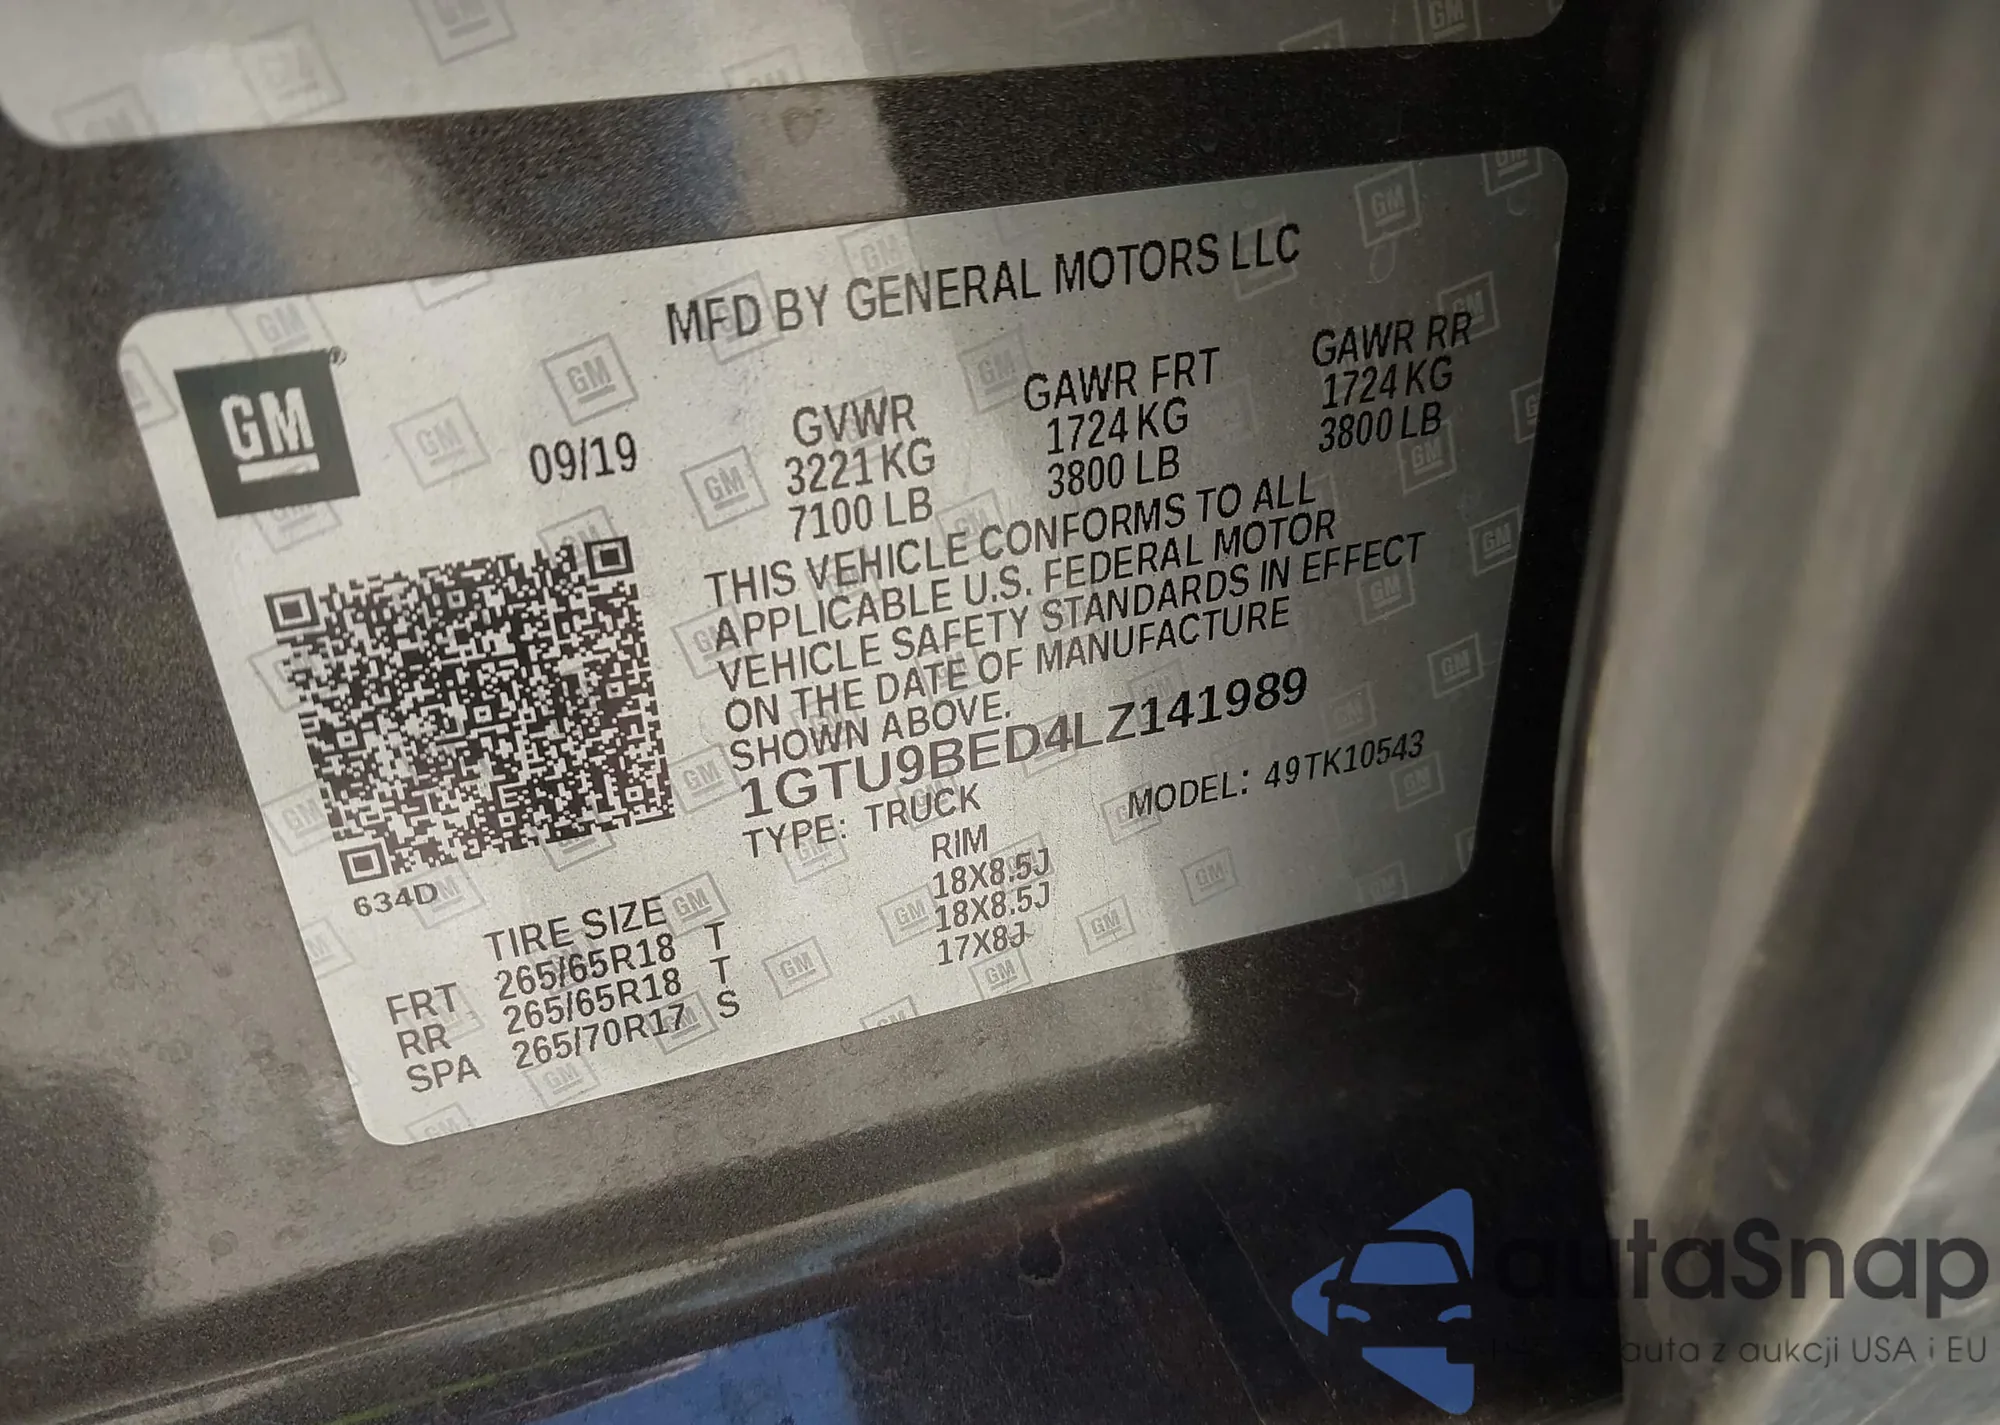 MFD BY GENERAL MOTORS LLC
GM®
09/19
GVWR GAWR FRT GAWR RR
3221 KG 1724 KG 1724 KG
7100 LB 3800 LB 3800 LB
THIS VEHICLE CONFORMS TO ALL
APPLICABLE U.S. FEDERAL MOTOR
VEHICLE SAFETY STANDARDS IN EFFECT
ON THE DATE OF MANUFACTURE
SHOWN ABOVE.
1GTU9BED4LZ141989
TYPE: TRUCK MODEL: 49TK10543
634D
TIRE SIZE RIM
FRT 265/65R18 T 18X8.5J
RR 265/65R18 T 18X8.5J
SPA 265/70R17 S 17X8J
autaSnap
auta z aukcji USA i EU